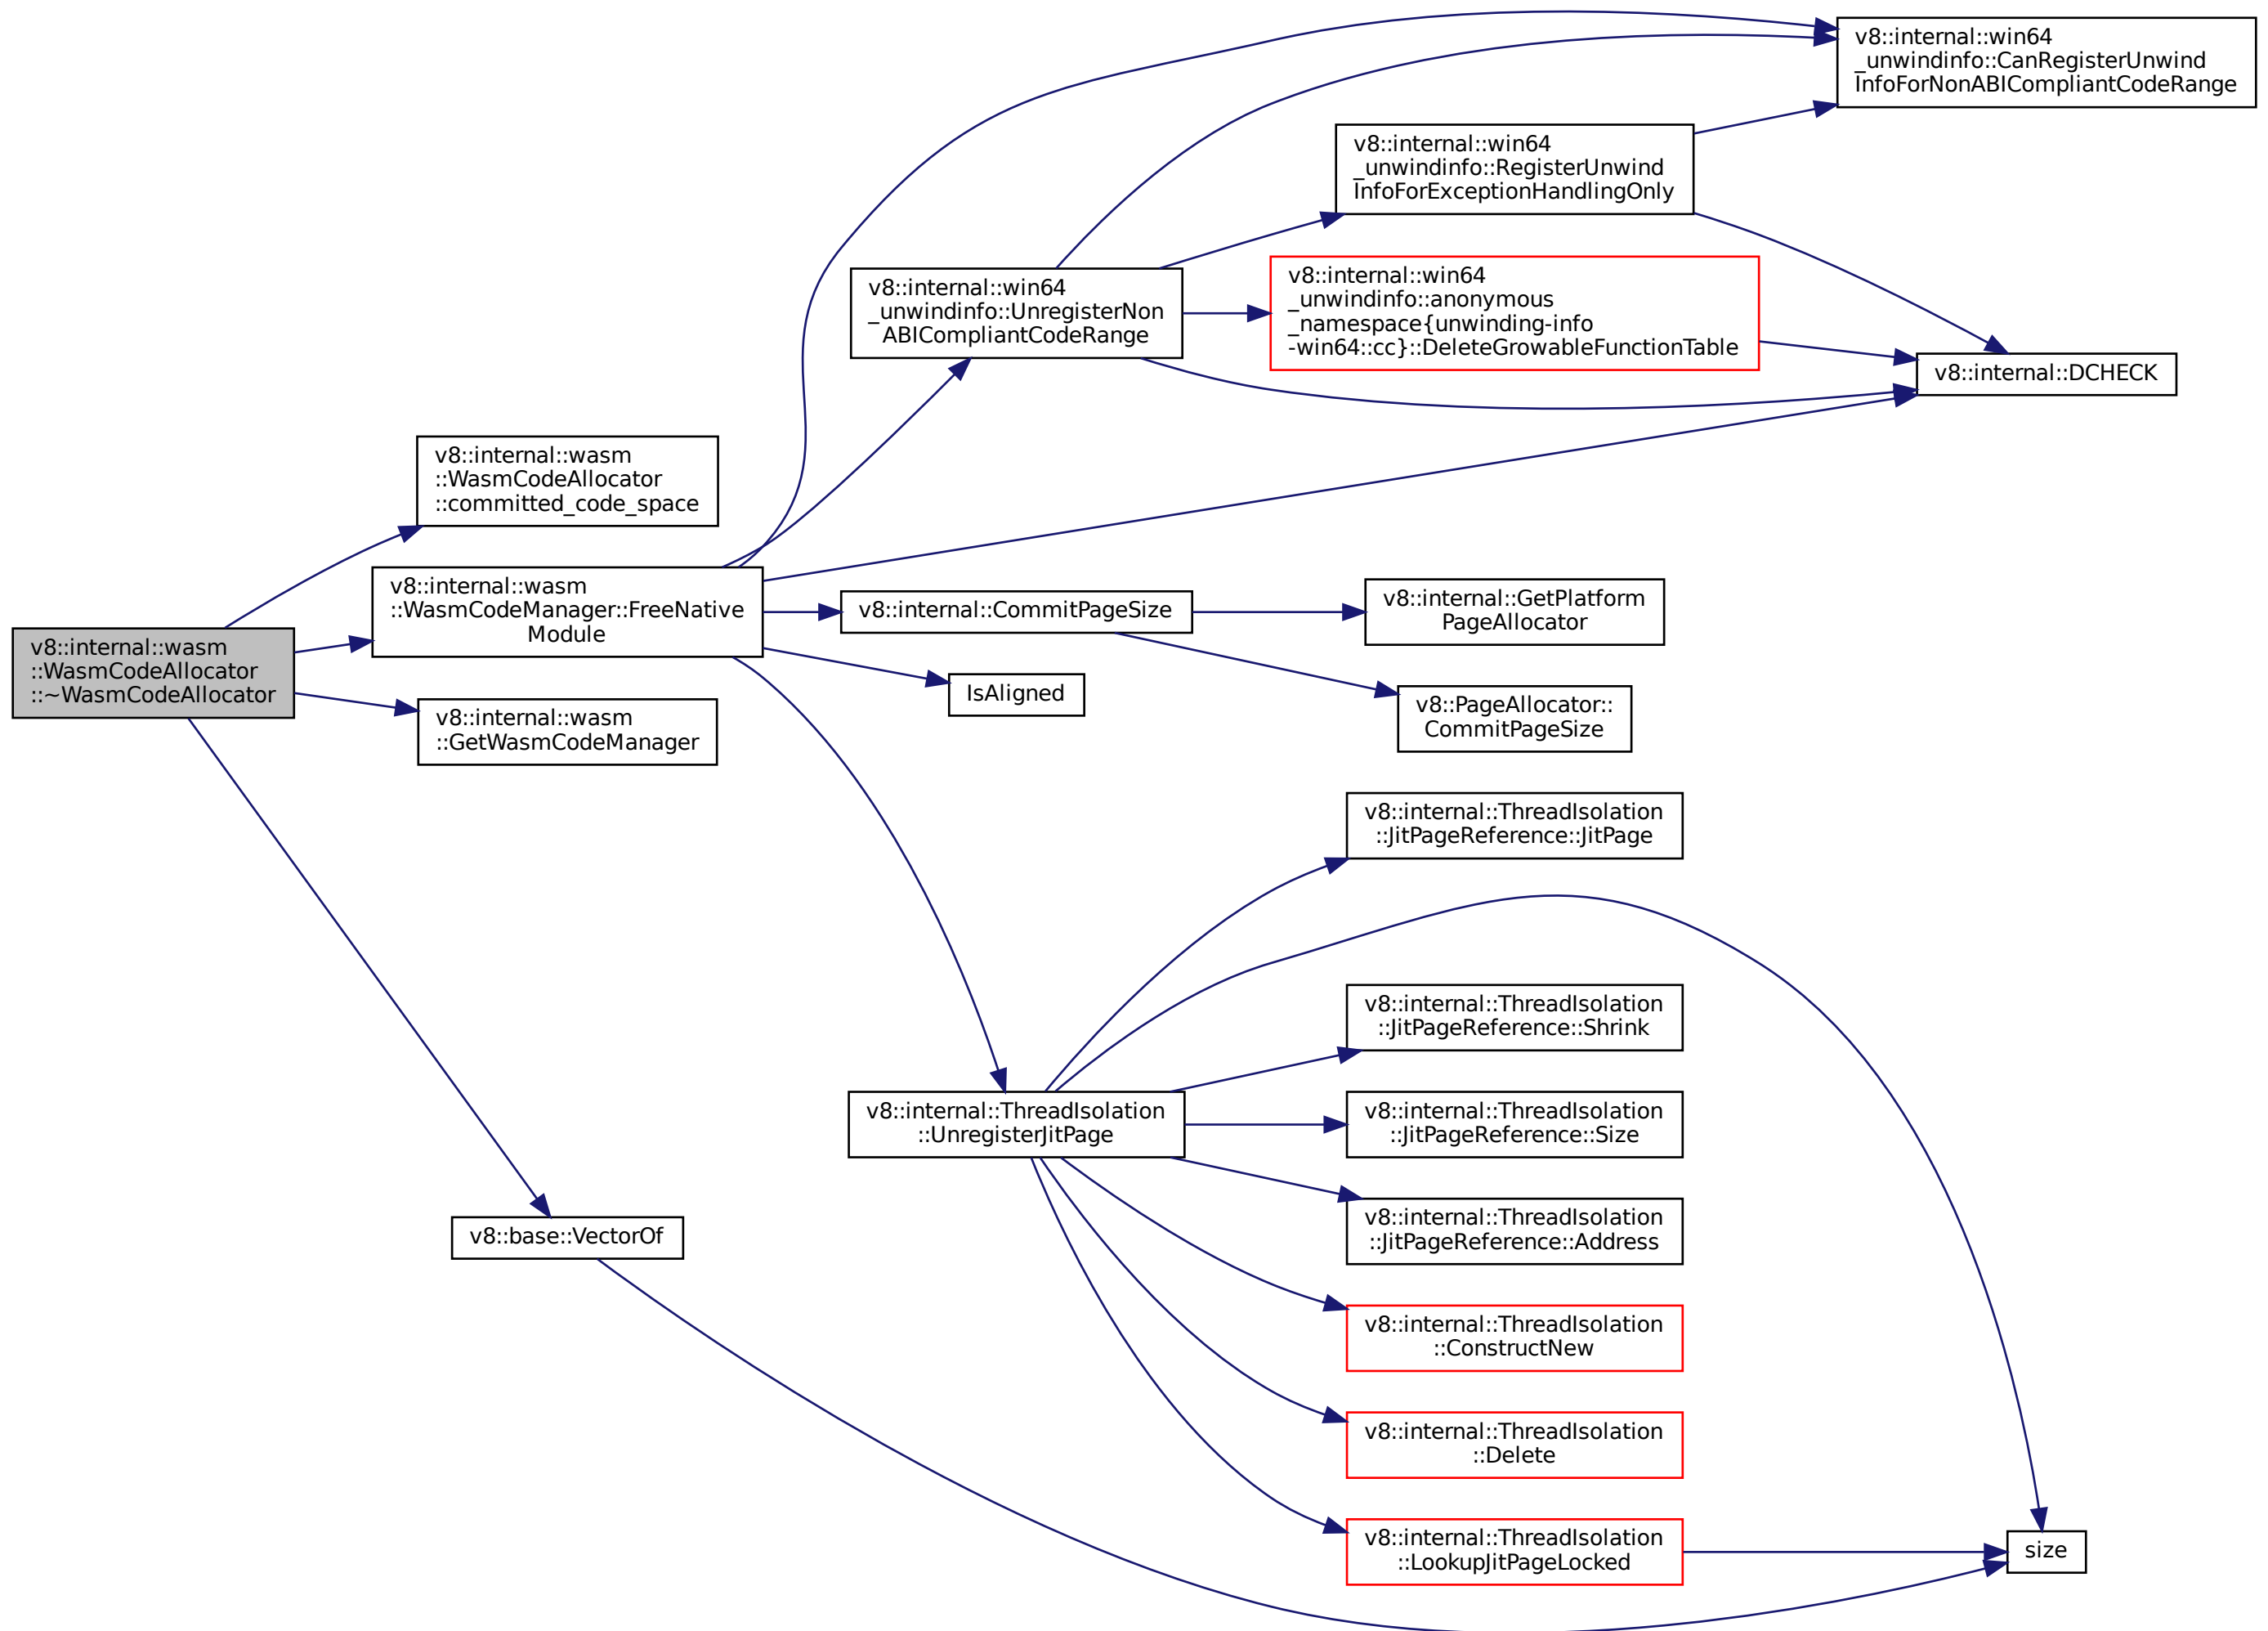 v8::internal::win64
_unwindinfo::CanRegisterUnwind
InfoForNonABICompliantCodeRange
v8::internal::win64
_unwindinfo::RegisterUnwind
InfoForExceptionHandlingOnly
v8::internal::win64
_unwindinfo::UnregisterNon
ABICompliantCodeRange
v8::internal::win64
_unwindinfo::anonymous
_namespace{unwinding-info
-win64::cc}::DeleteGrowableFunctionTable
v8::internal::DCHECK
v8::internal::wasm
::WasmCodeAllocator
::committed_code_space
v8::internal::wasm
::WasmCodeManager::FreeNative
Module
v8::internal::CommitPageSize
v8::internal::GetPlatform
PageAllocator
v8::internal::wasm
::WasmCodeAllocator
::~WasmCodeAllocator
IsAligned
v8::PageAllocator::
CommitPageSize
v8::internal::wasm
::GetWasmCodeManager
v8::internal::ThreadIsolation
::JitPageReference::JitPage
v8::internal::ThreadIsolation
::JitPageReference::Shrink
v8::internal::ThreadIsolation
::UnregisterJitPage
v8::internal::ThreadIsolation
::JitPageReference::Size
v8::internal::ThreadIsolation
::JitPageReference::Address
v8::base::VectorOf
v8::internal::ThreadIsolation
::ConstructNew
v8::internal::ThreadIsolation
::Delete
v8::internal::ThreadIsolation
::LookupJitPageLocked
size